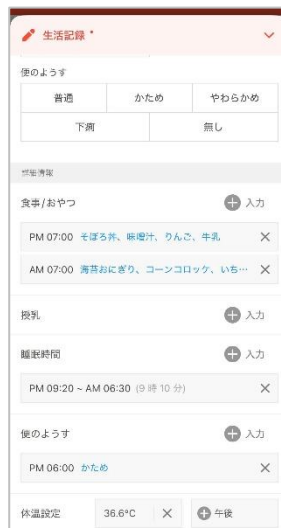 生活記録 *
便のようす
普通 かため やわらかめ
下痢 無し
詳細情報
食事/おやつ 入力
PM 07:00 そぼろ丼、味噌汁、りんご、牛乳
AM 07:00 海苔おにぎり、コーンコロッケ、いち…
授乳 入力
睡眠時間 入力
PM 09:20 ~ AM 06:30 (9 時 10 分)
便のようす 入力
PM 06:00 かため
体温設定 36.6°C 午後